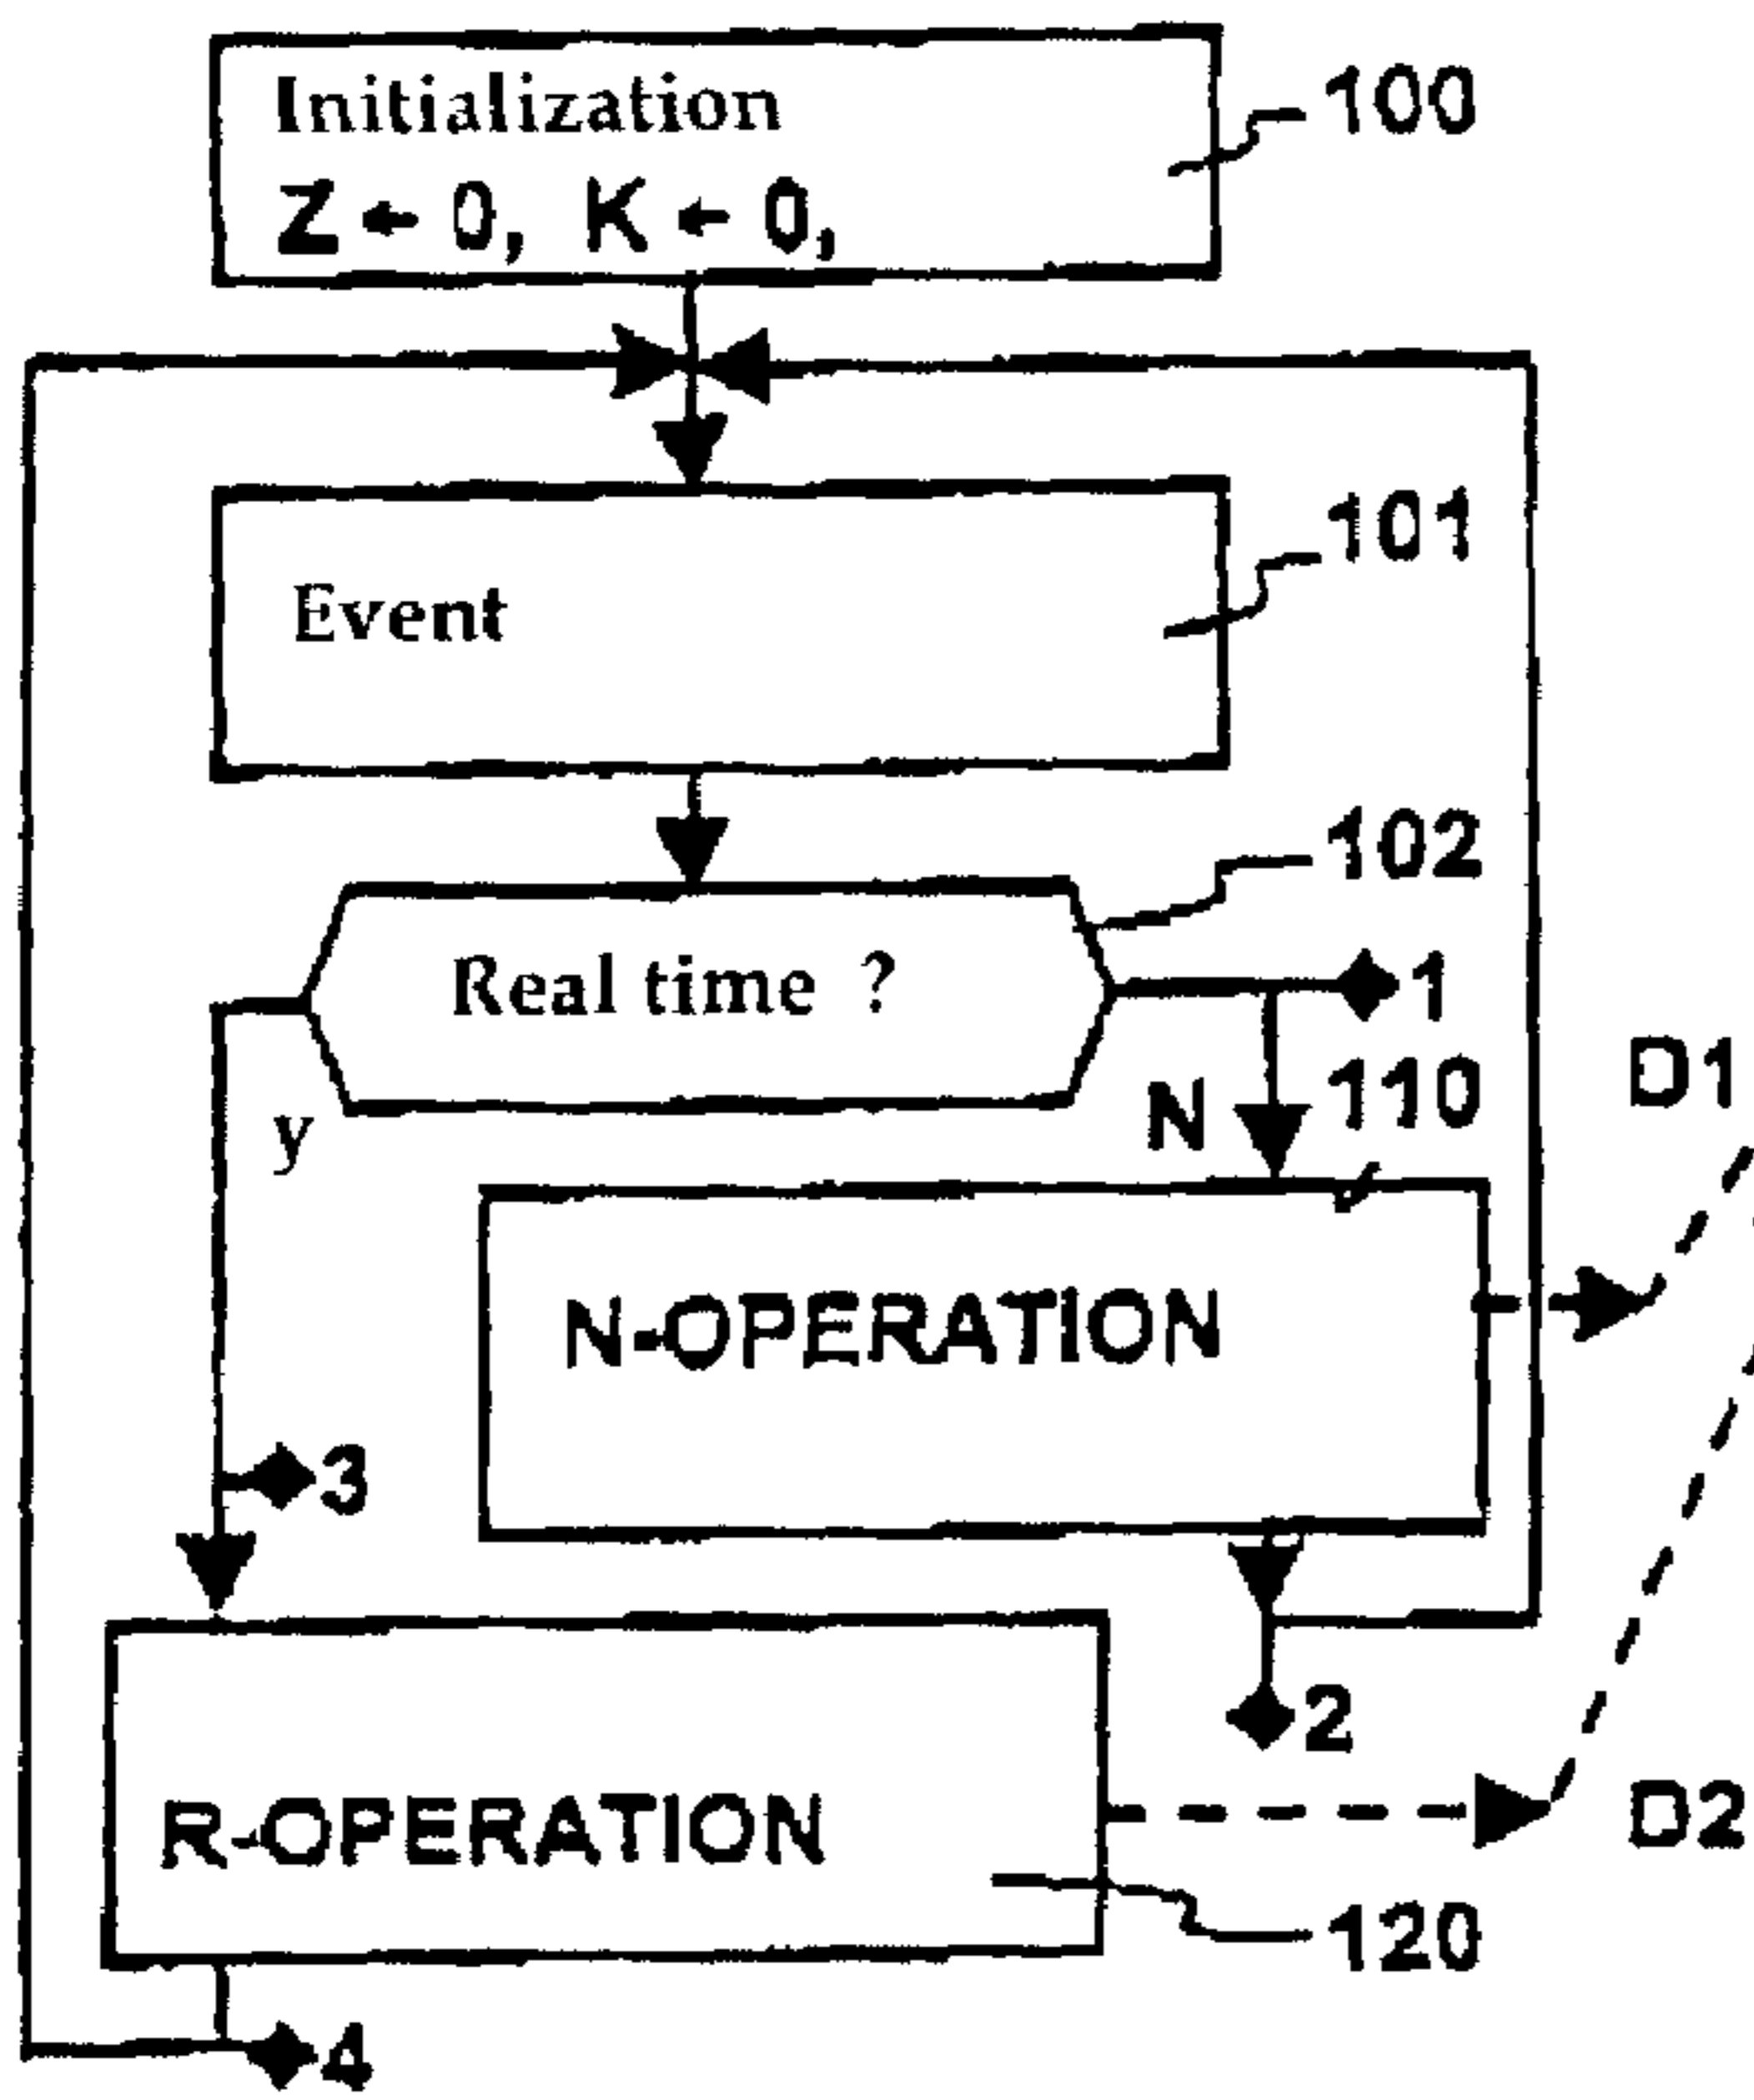 Initialization
Z ← 0, K ← 0,
100
Event
101
102
Real time ?
1
y
N
110
D1
N-OPERATION
3
2
R-OPERATION
D2
120
4